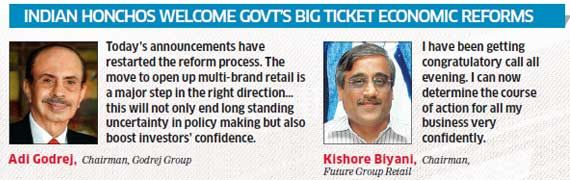 INDIAN HONCHOS WELCOME GOVT'S BIG TICKET ECONOMIC REFORMS
Today's announcements have
restarted the reform process. The
move to open up multi-brand retail is
a major step in the right direction...
this will not only end long standing
uncertainty in policy making but also
boost investors' confidence.
Adi Godrej, Chairman, Godrej Group
I have been getting
congratulatory call all
evening. I can now
determine the course
of action for all my
business very
confidently.
Kishore Biyani, Chairman,
Future Group Retail